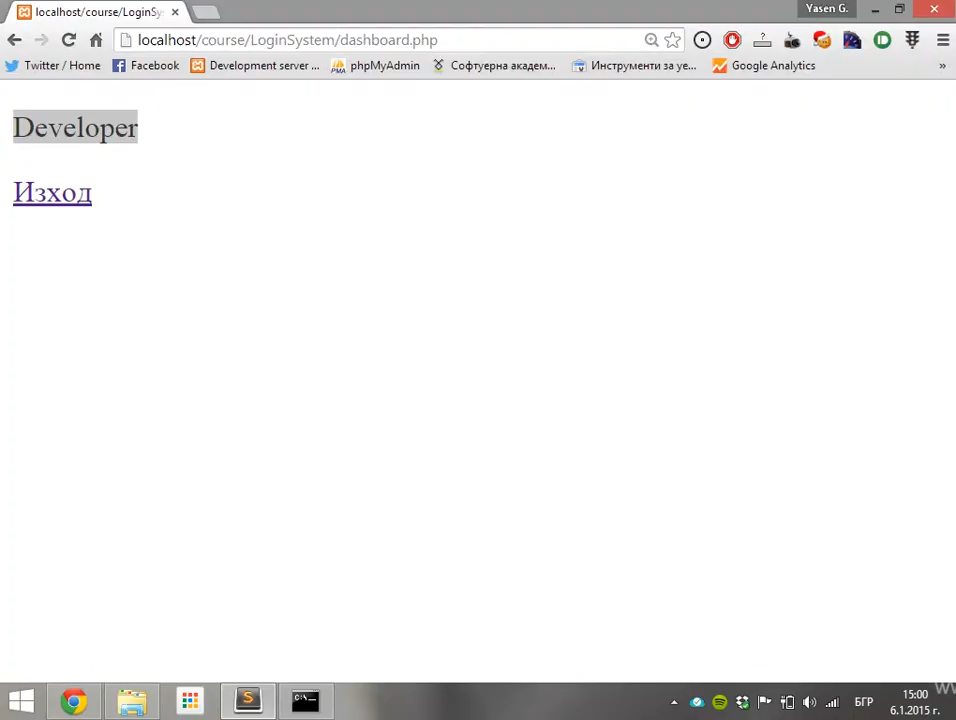 localhost/course/LoginSy:
Yasen G.
localhost/course/LoginSystem/dashboard.php
Twitter / Home
Facebook
Development server ...
phpMyAdmin
Софтуерна академ...
Инструменти за уе...
Google Analytics
»
Developer
Изход
БГР
15:00
6.1.2015 г.